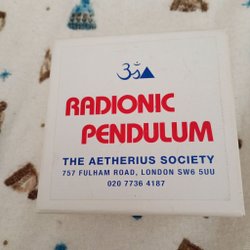 ॐ▲
RADIONIC
PENDULUM
THE AETHERIUS SOCIETY
757 FULHAM ROAD, LONDON SW6 5UU
020 7736 4187